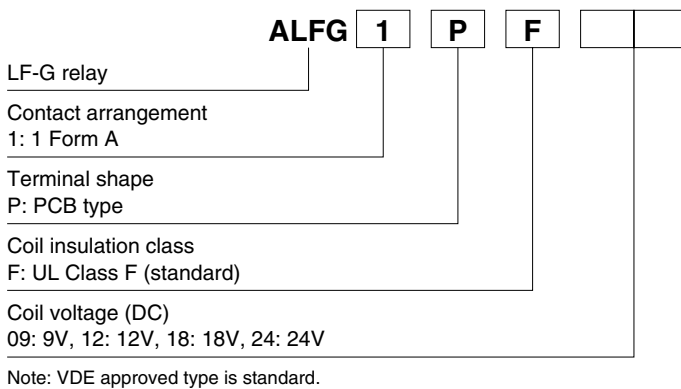 ALFG 1 P F
LF-G relay
Contact arrangement
1: 1 Form A
Terminal shape
P: PCB type
Coil insulation class
F: UL Class F (standard)
Coil voltage (DC)
09: 9V, 12: 12V, 18: 18V, 24: 24V
Note: VDE approved type is standard.